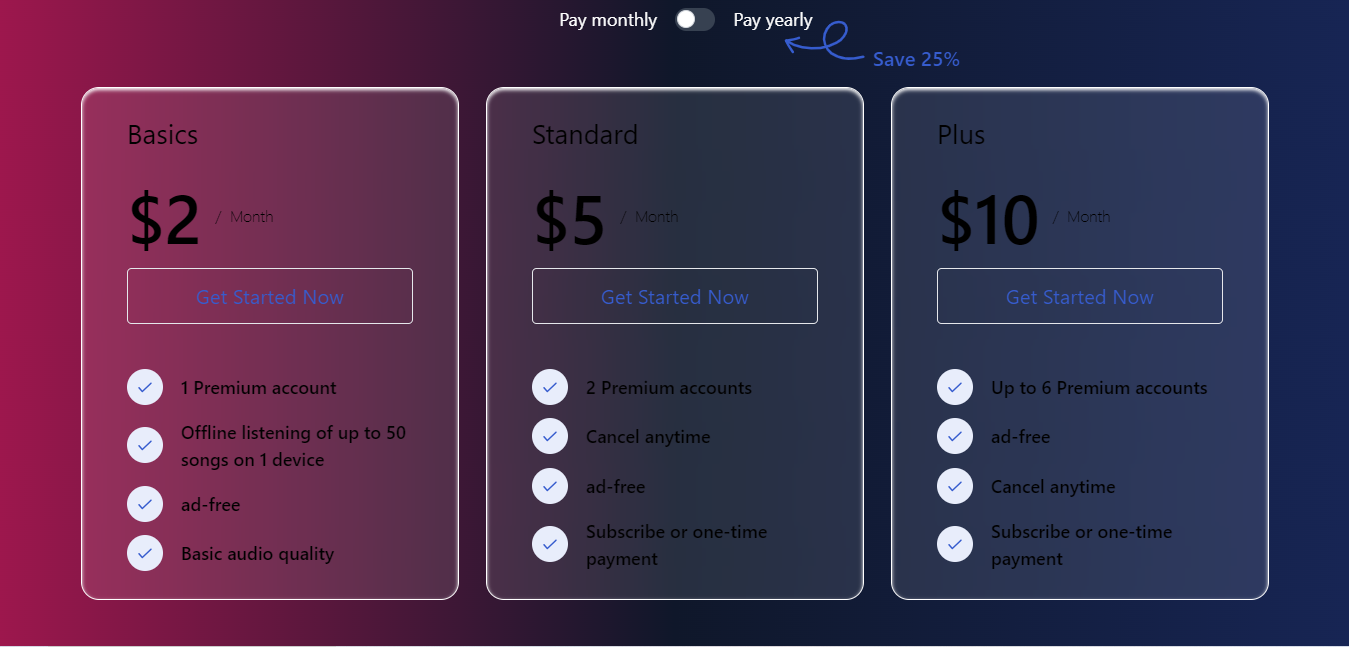 Pay monthly Pay yearly
Save 25%
Basics
$2 / Month
Get Started Now
1 Premium account
Offline listening of up to 50
songs on 1 device
ad-free
Basic audio quality
Standard
$5 / Month
Get Started Now
2 Premium accounts
Cancel anytime
ad-free
Subscribe or one-time
payment
Plus
$10 / Month
Get Started Now
Up to 6 Premium accounts
ad-free
Cancel anytime
Subscribe or one-time
payment